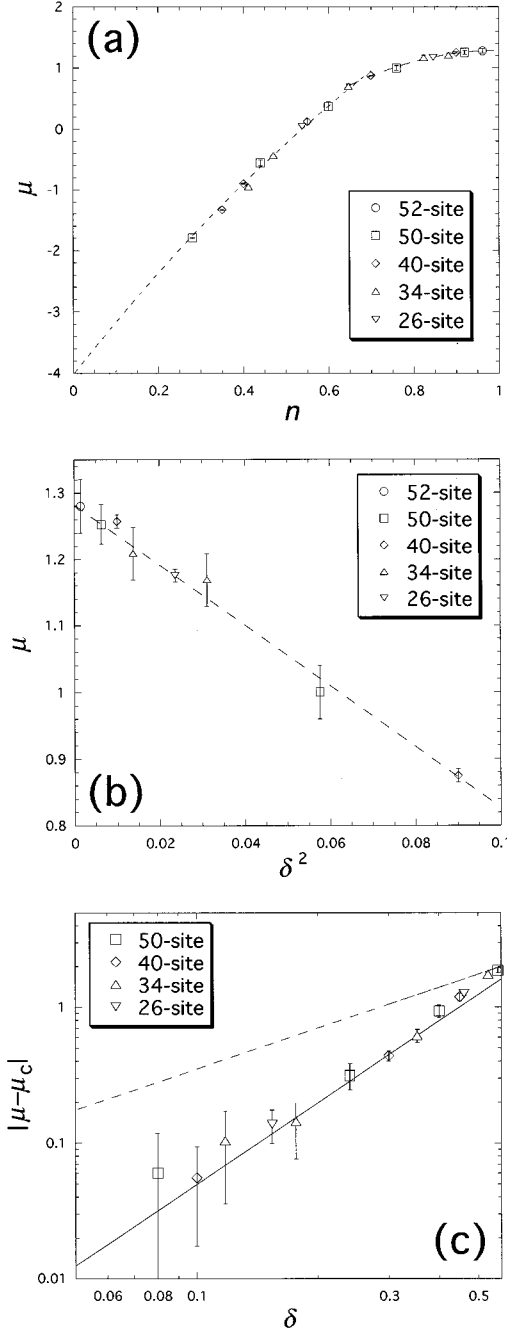 (a)
2
1
0
-1
-2
-3
-4
μ
52-site
50-site
40-site
34-site
26-site
0 0.2 0.4 0.6 0.8 1
n
1.3
1.2
1.1
1
0.9
0.8
μ
52-site
50-site
40-site
34-site
26-site
(b)
0 0.02 0.04 0.06 0.08 0.1
δ²
50-site
40-site
34-site
26-site
1
0.1
0.01
|μ−μc|
(c)
0.06 0.08 0.1 0.3 0.5
δ